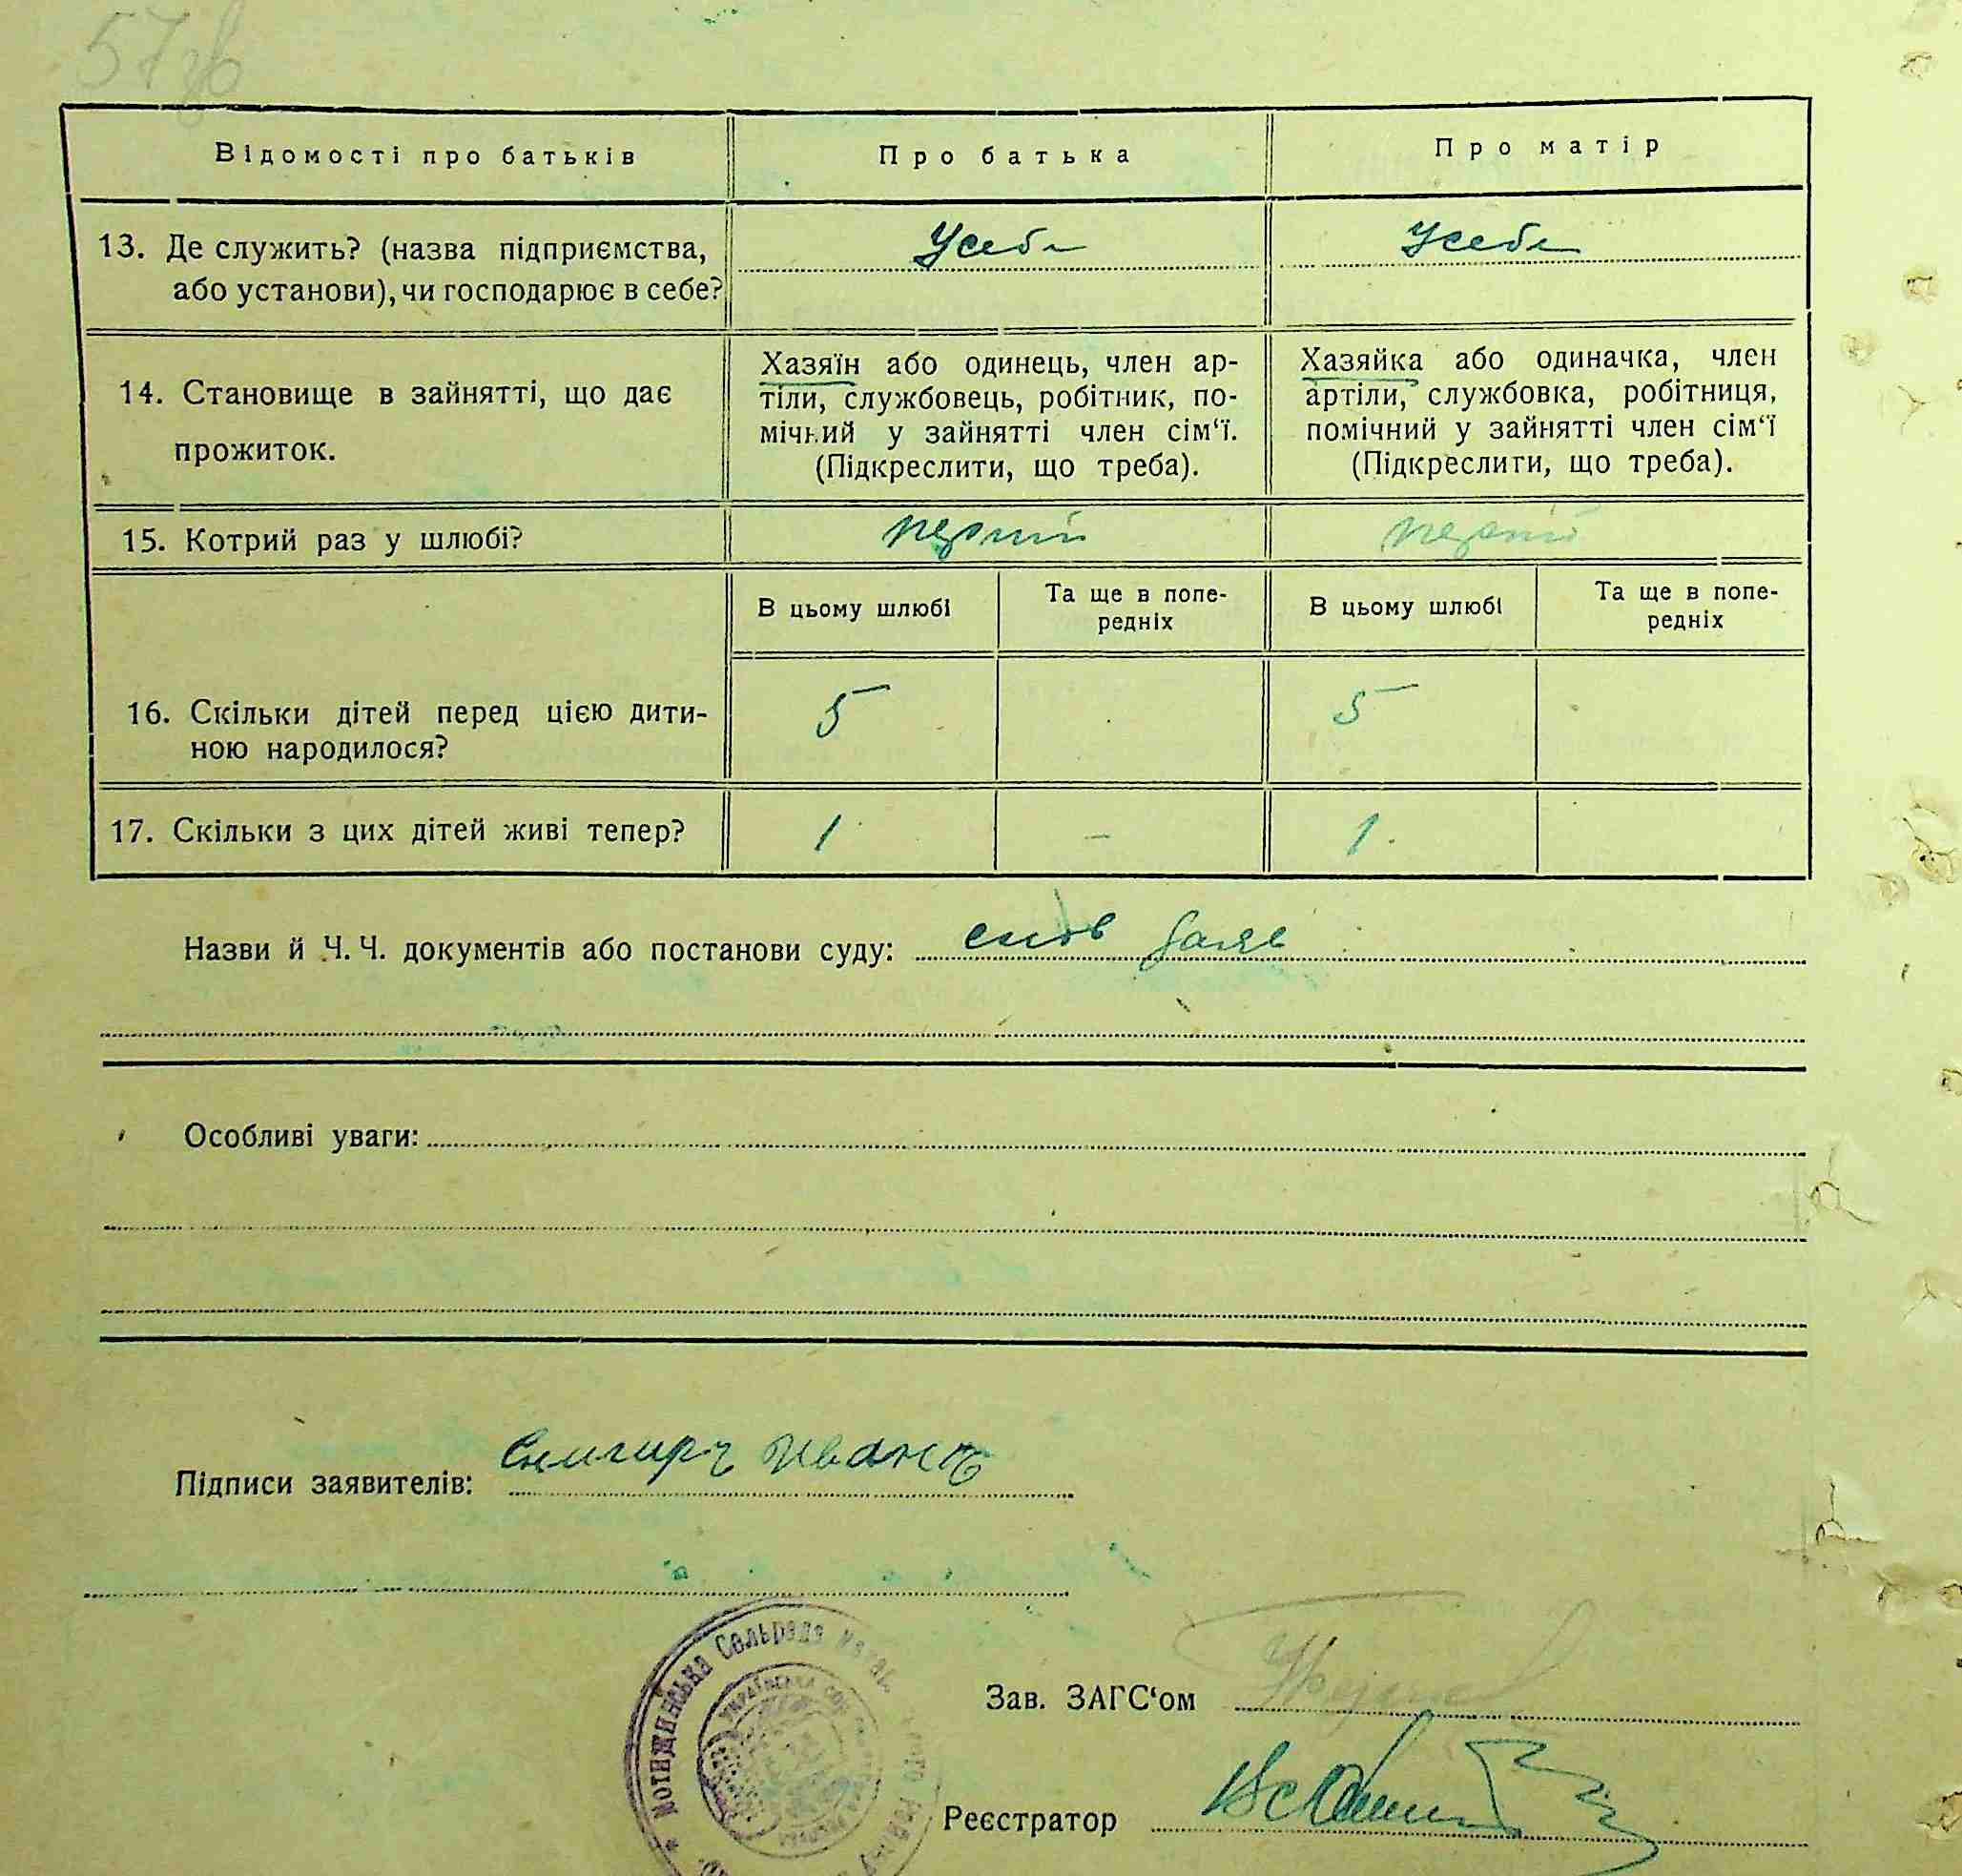 57зв
Відомості про батьків
Про батька
Про матір
13. Де служить? (назва підприємства,
або установи), чи господарює в себе?
Усебе
Усебе
14. Становище в зайнятті, що дає
прожиток.
Хазяїн або одинець, член ар-
тіли, службовець, робітник, по-
мічний у зайнятті член сім‘ї.
(Підкреслити, що треба).
Хазяйка або одиначка, член
артіли, службовка, робітниця,
помічний у зайнятті член сім‘ї
(Підкреслити, що треба).
15. Котрий раз у шлюбі?
перший
перший
В цьому шлюбі
Та ще в попе-
редніх
В цьому шлюбі
Та ще в попе-
редніх
16. Скільки дітей перед цією дити-
ною народилося?
5
5
17. Скільки з цих дітей живі тепер?
1
–
1.
Назви й Ч. Ч. документів або постанови суду:
Особливі уваги:
Підписи заявителів: Снигирь Иванъ
Сельрада
Зав. ЗАГС‘ом
Реєстратор